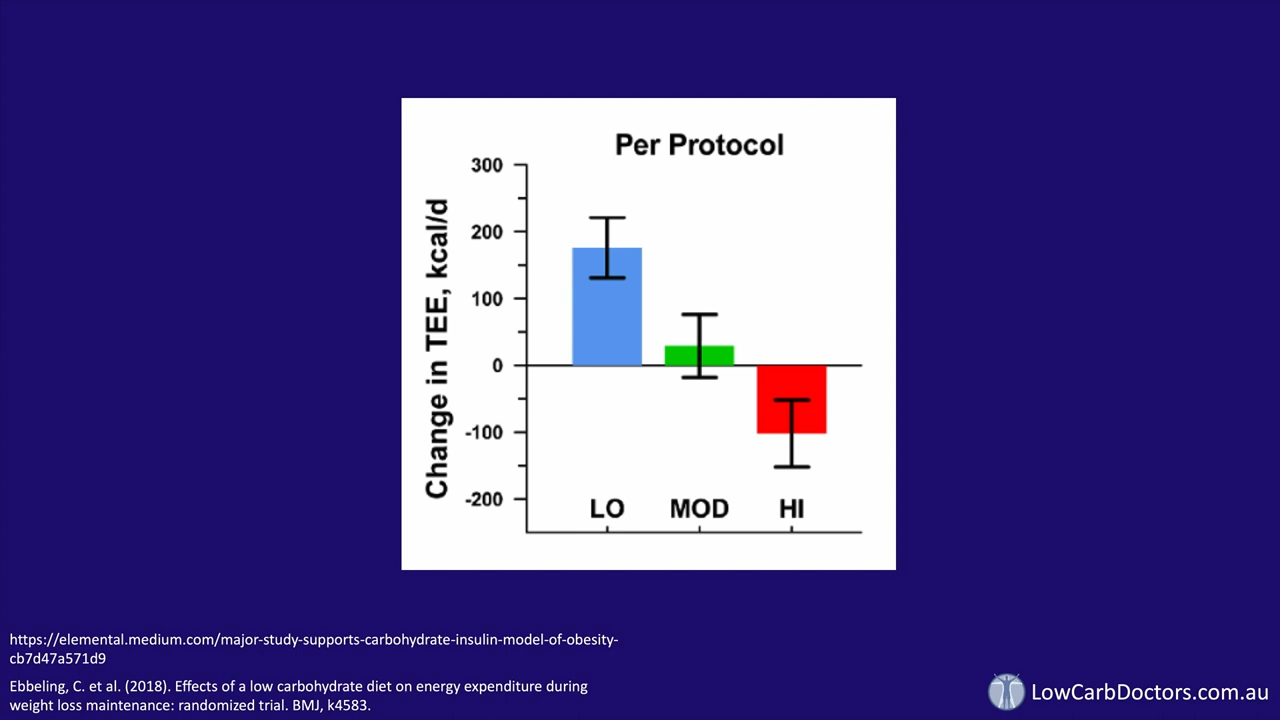 Per Protocol
Change in TEE, kcal/d
300
200
100
0
-100
-200
LO MOD HI
https://elemental.medium.com/major-study-supports-carbohydrate-insulin-model-of-obesity-
cb7d47a571d9
Ebbeling, C. et al. (2018). Effects of a low carbohydrate diet on energy expenditure during
weight loss maintenance: randomized trial. BMJ, k4583.
LowCarbDoctors.com.au